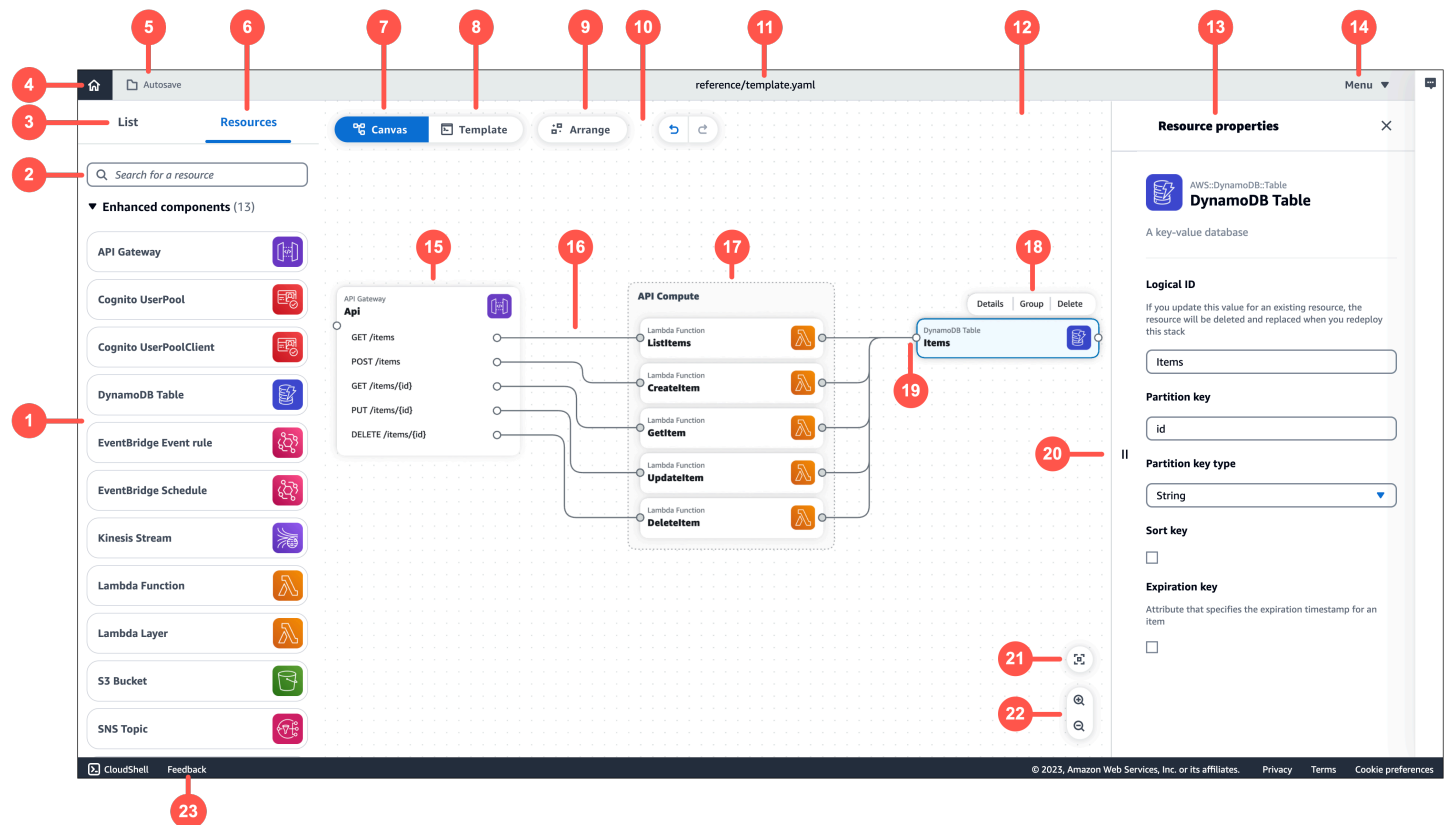 5
6
7
8
9
10
11
12
13
14
4
Autosave
reference/template.yaml
Menu
3
List
Resources
Canvas
Template
Arrange
Resource properties
2
Search for a resource
Enhanced components (13)
API Gateway
Cognito UserPool
Cognito UserPoolClient
DynamoDB Table
1
EventBridge Event rule
EventBridge Schedule
Kinesis Stream
Lambda Function
Lambda Layer
S3 Bucket
SNS Topic
15
16
17
18
API Gateway
Api
GET /items
POST /items
GET /items/{id}
PUT /items/{id}
DELETE /items/{id}
API Compute
Lambda Function
ListItems
Lambda Function
CreateItem
Lambda Function
GetItem
Lambda Function
UpdateItem
Lambda Function
DeleteItem
Details
Group
Delete
DynamoDB Table
Items
19
20
21
22
AWS::DynamoDB::Table
DynamoDB Table
A key-value database
Logical ID
If you update this value for an existing resource, the
resource will be deleted and replaced when you redeploy
this stack
Items
Partition key
id
Partition key type
String
Sort key
Expiration key
Attribute that specifies the expiration timestamp for an
item
CloudShell
Feedback
© 2023, Amazon Web Services, Inc. or its affiliates.
Privacy
Terms
Cookie preferences
23